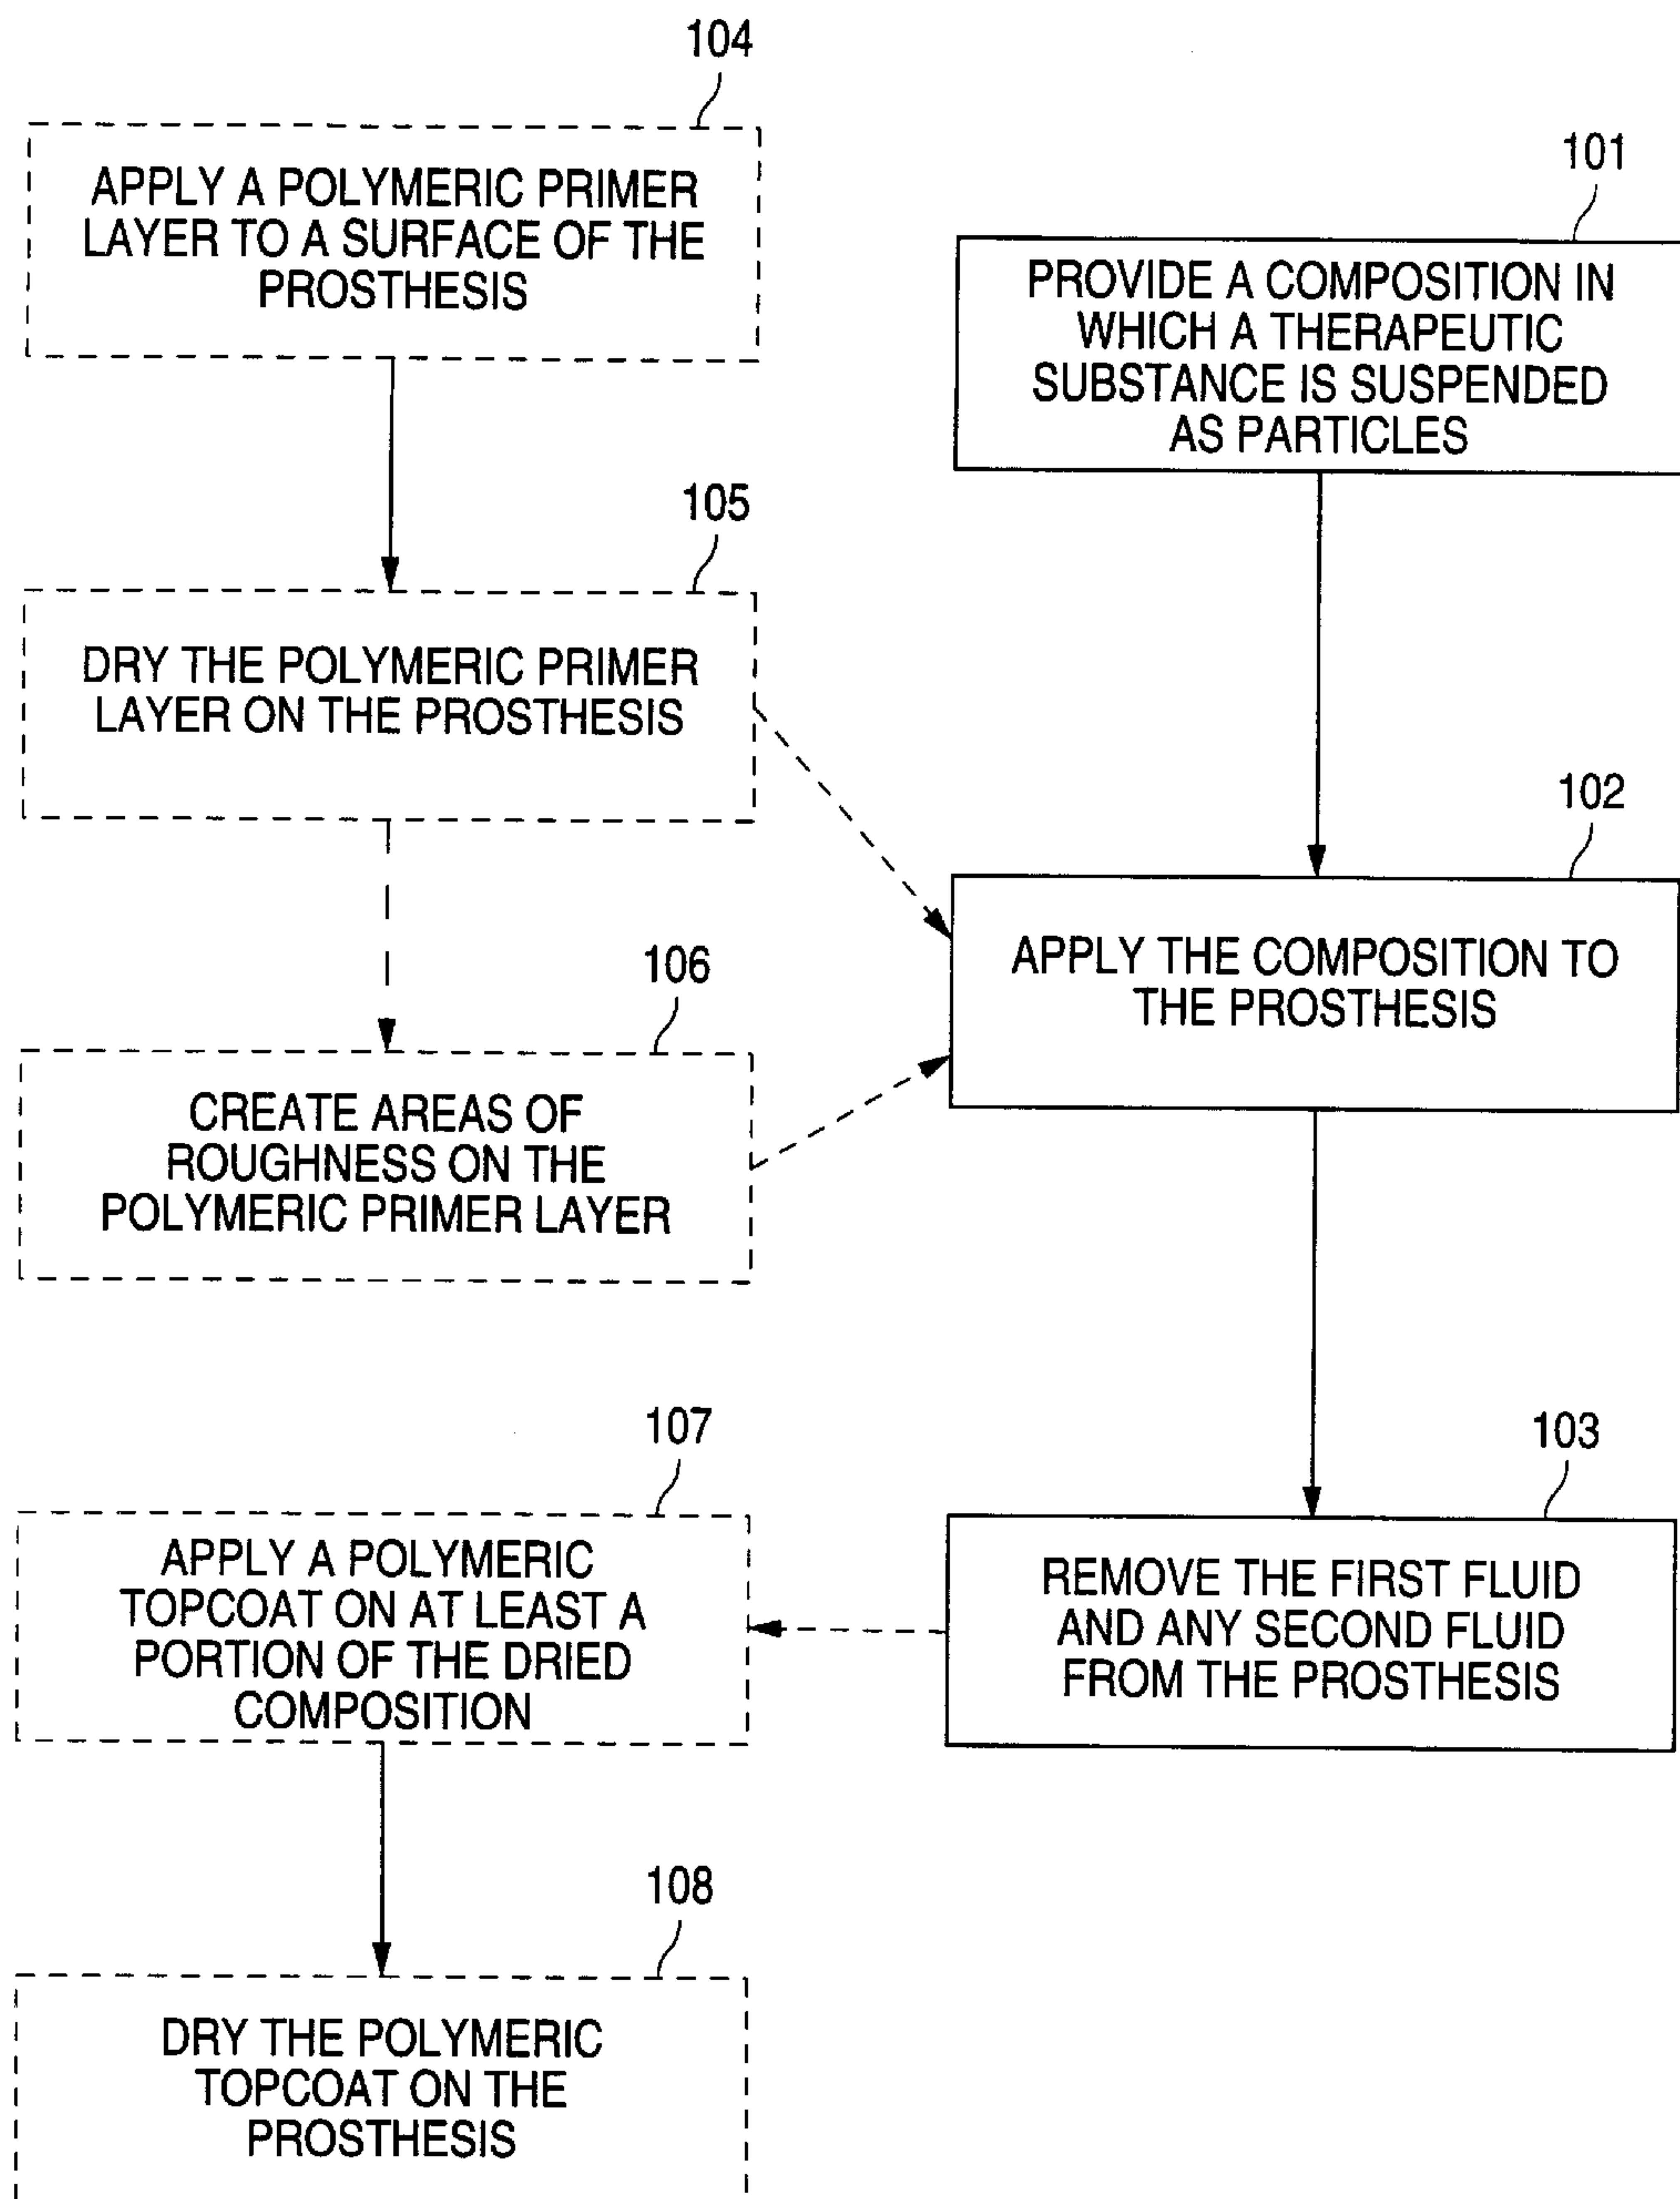 104
APPLY A POLYMERIC PRIMER
LAYER TO A SURFACE OF THE
PROSTHESIS
101
PROVIDE A COMPOSITION IN
WHICH A THERAPEUTIC
SUBSTANCE IS SUSPENDED
AS PARTICLES
105
DRY THE POLYMERIC PRIMER
LAYER ON THE PROSTHESIS
102
APPLY THE COMPOSITION TO
THE PROSTHESIS
106
CREATE AREAS OF
ROUGHNESS ON THE
POLYMERIC PRIMER LAYER
107
APPLY A POLYMERIC
TOPCOAT ON AT LEAST A
PORTION OF THE DRIED
COMPOSITION
103
REMOVE THE FIRST FLUID
AND ANY SECOND FLUID
FROM THE PROSTHESIS
108
DRY THE POLYMERIC
TOPCOAT ON THE
PROSTHESIS